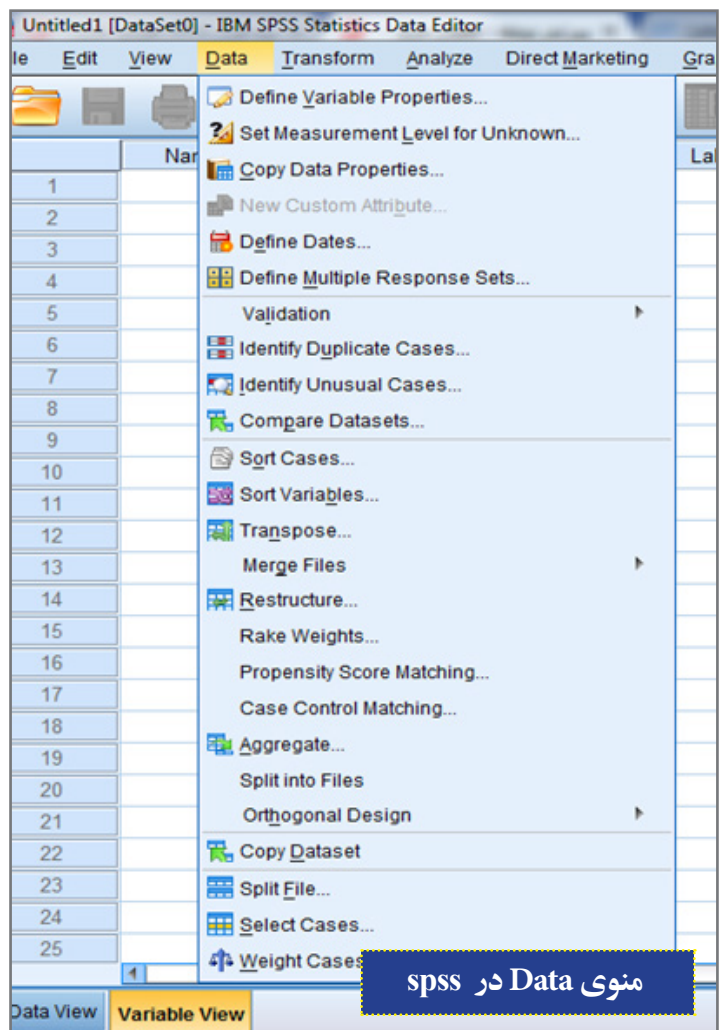 Untitled1 [DataSet0] - IBM SPSS Statistics Data Editor
le Edit View Data Transform Analyze Direct Marketing Gra
Define Variable Properties...
Set Measurement Level for Unknown...
Nar
Lal
Copy Data Properties...
1
New Custom Attribute...
2
Define Dates...
3
Define Multiple Response Sets...
4
Validation
5
Identify Duplicate Cases...
6
Identify Unusual Cases...
7
8
Compare Datasets...
9
Sort Cases...
10
Sort Variables...
11
Transpose...
12
Merge Files
13
Restructure...
14
Rake Weights...
15
Propensity Score Matching...
16
17
Case Control Matching...
18
Aggregate...
19
Split into Files
20
Orthogonal Design
21
Copy Dataset
22
Split File...
23
Select Cases...
24
Weight Cases
25
منوی Data در spss
Data View Variable View